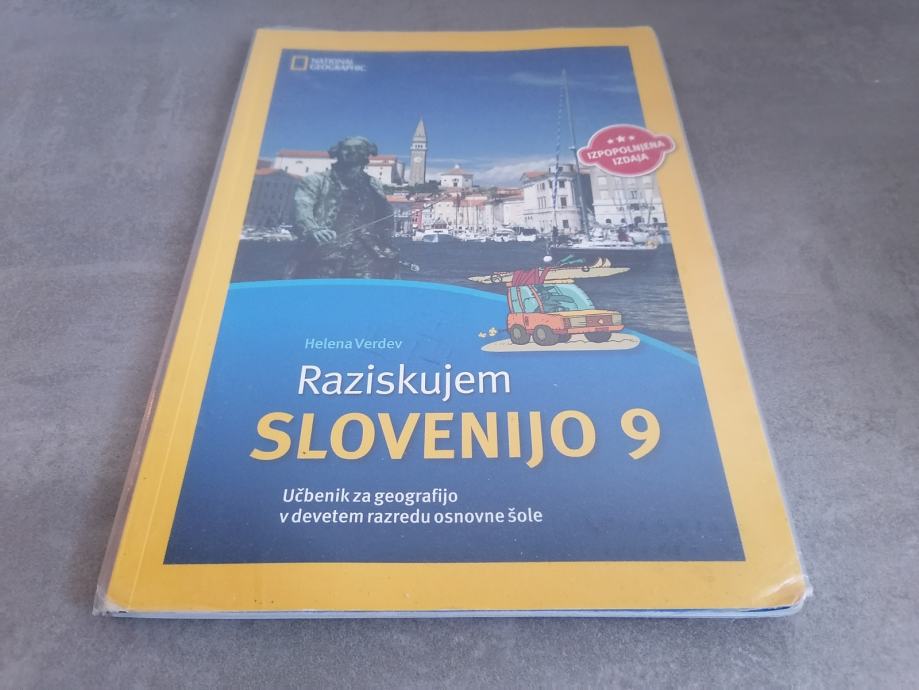 NATIONAL
GEOGRAPHIC
IZPOPOLNJENA
IZDAJA
Helena Verdev
Raziskujem
SLOVENIJO 9
Učbenik za geografijo
v devetem razredu osnovne šole